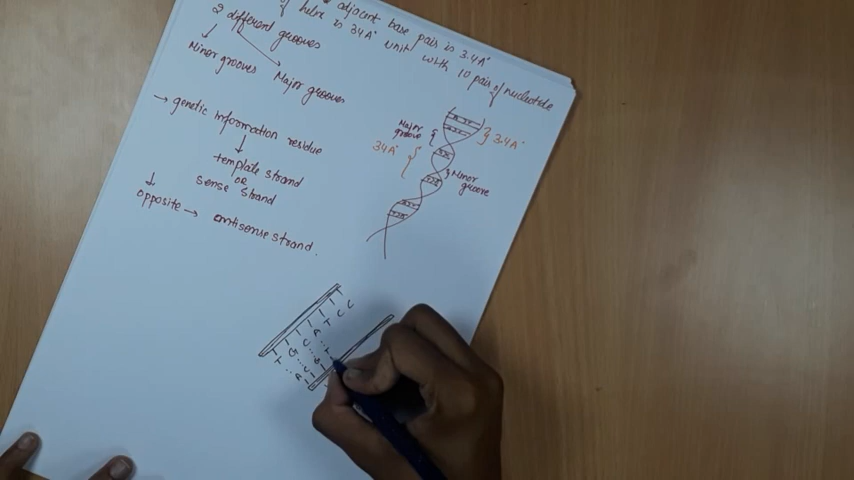 adjacent base pairs is 3.4A°
of helix is 34A° unit with 10 pair of nucleotide
2 different grooves
Minor grooves
Major grooves
→ genetic information residue
template strand
OR
sense strand
opposite → antisense strand.
Major
groove
3.4A°
34A°
Minor
groove
T G C A T C C
A C G T